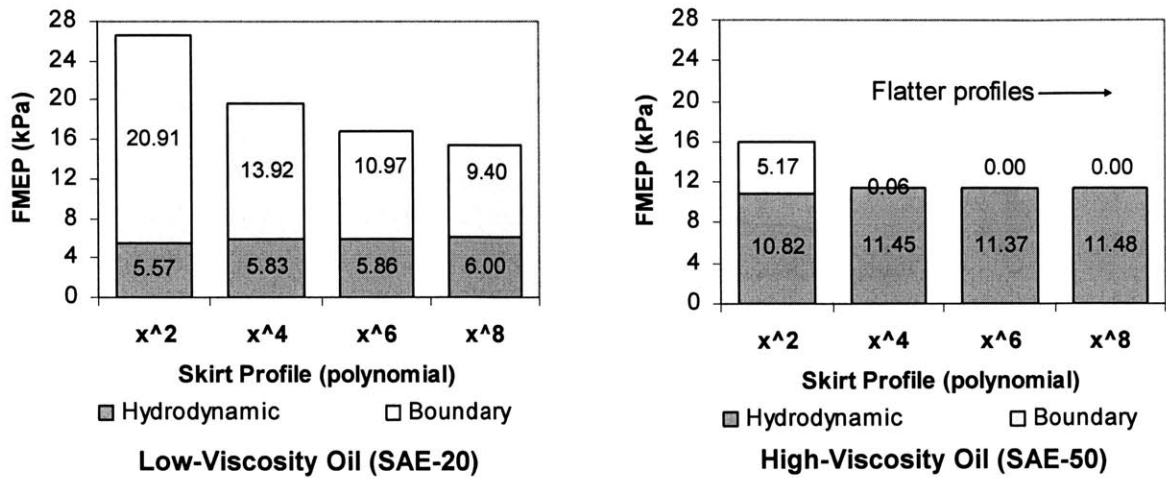 FMEP (kPa)
28
24
20
16
12
8
4
0
20.91
13.92
10.97
9.40
5.57
5.83
5.86
6.00
x^2
x^4
x^6
x^8
Skirt Profile (polynomial)
Hydrodynamic
Boundary
Low-Viscosity Oil (SAE-20)
FMEP (kPa)
28
24
20
16
12
8
4
0
Flatter profiles
5.17
0.06
0.00
0.00
10.82
11.45
11.37
11.48
x^2
x^4
x^6
x^8
Skirt Profile (polynomial)
Hydrodynamic
Boundary
High-Viscosity Oil (SAE-50)